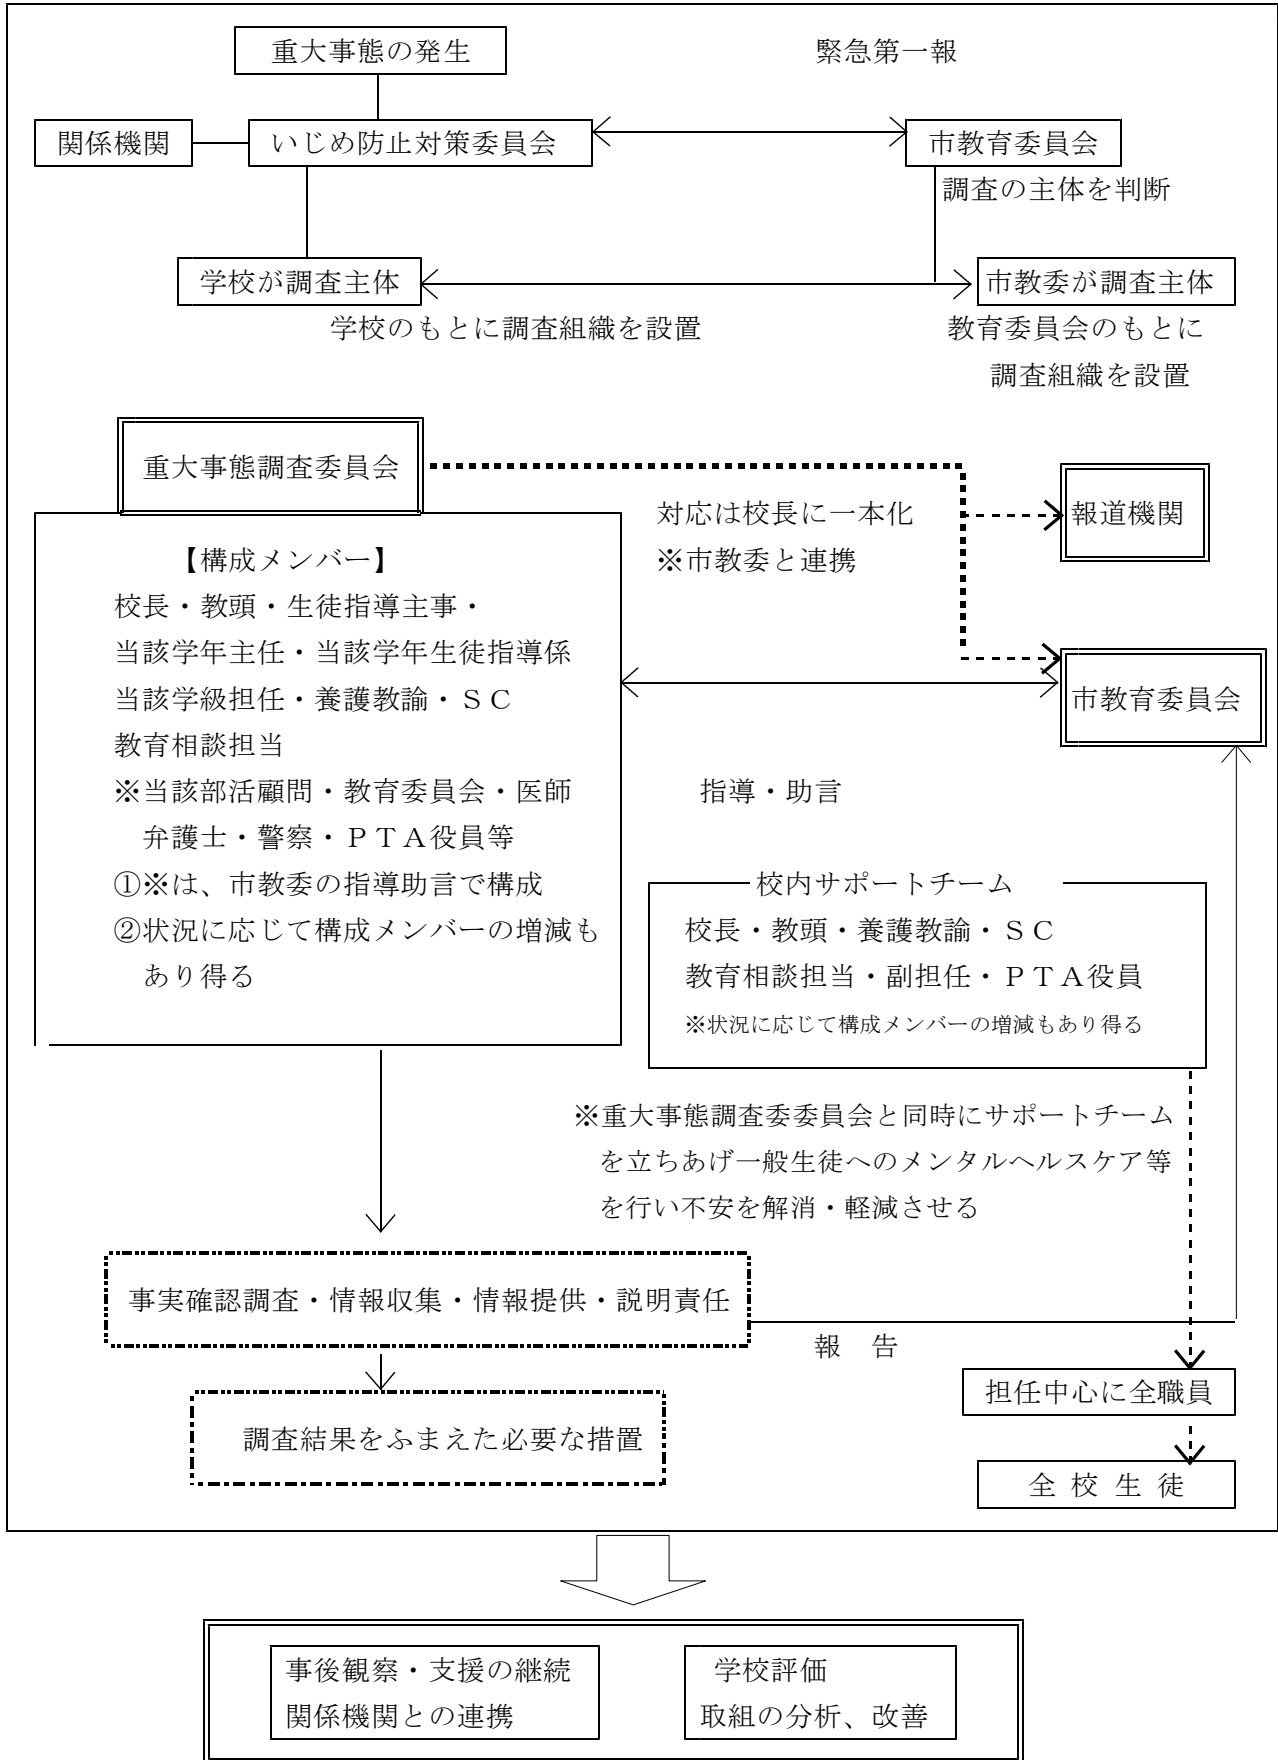 重大事態の発生
緊急第一報
関係機関
いじめ防止対策委員会
市教育委員会
調査の主体を判断
学校が調査主体
市教委が調査主体
学校のもとに調査組織を設置
教育委員会のもとに
調査組織を設置
重大事態調査委員会
対応は校長に一本化
※市教委と連携
報道機関
【構成メンバー】
校長・教頭・生徒指導主事・
当該学年主任・当該学年生徒指導係
当該学級担任・養護教諭・ＳＣ
教育相談担当
※当該部活顧問・教育委員会・医師
弁護士・警察・ＰＴＡ役員等
①※は、市教委の指導助言で構成
②状況に応じて構成メンバーの増減も
あり得る
市教育委員会
指導・助言
校内サポートチーム
校長・教頭・養護教諭・ＳＣ
教育相談担当・副担任・ＰＴＡ役員
※状況に応じて構成メンバーの増減もあり得る
※重大事態調査委委員会と同時にサポートチーム
を立ちあげ一般生徒へのメンタルヘルスケア等
を行い不安を解消・軽減させる
事実確認調査・情報収集・情報提供・説明責任
報　告
調査結果をふまえた必要な措置
担任中心に全職員
全 校 生 徒
事後観察・支援の継続
関係機関との連携
学校評価
取組の分析、改善